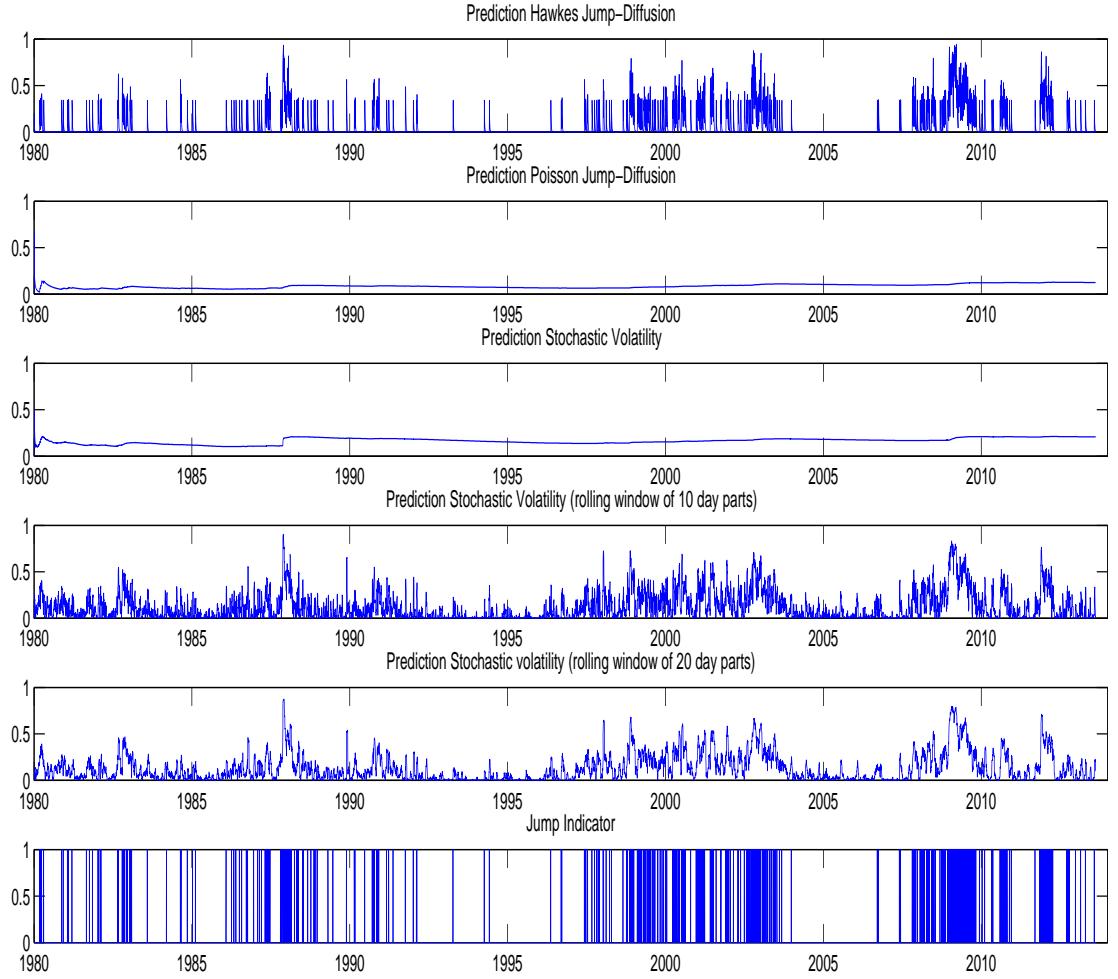 Prediction Hawkes Jump−Diffusion
1
0.5
0
1980 1985 1990 1995 2000 2005 2010
Prediction Poisson Jump−Diffusion
1
0.5
0
1980 1985 1990 1995 2000 2005 2010
Prediction Stochastic Volatility
1
0.5
0
1980 1985 1990 1995 2000 2005 2010
Prediction Stochastic Volatility (rolling window of 10 day parts)
1
0.5
0
1980 1985 1990 1995 2000 2005 2010
Prediction Stochastic volatility (rolling window of 20 day parts)
1
0.5
0
1980 1985 1990 1995 2000 2005 2010
Jump Indicator
1
0.5
0
1980 1985 1990 1995 2000 2005 2010